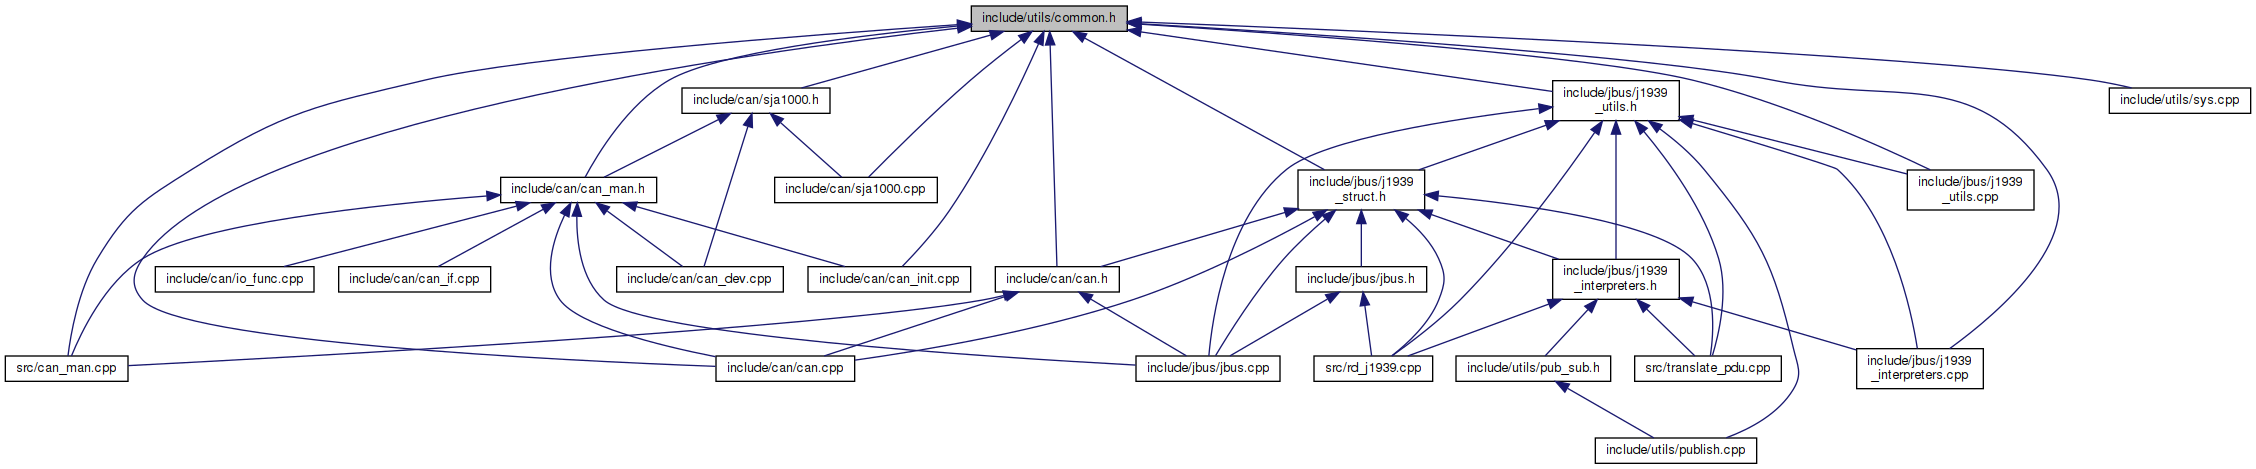 include/utils/common.h
include/can/sja1000.h
include/jbus/j1939
_utils.h
include/utils/sys.cpp
include/can/can_man.h
include/can/sja1000.cpp
include/jbus/j1939
_struct.h
include/jbus/j1939
_utils.cpp
include/can/io_func.cpp
include/can/can_if.cpp
include/can/can_dev.cpp
include/can/can_init.cpp
include/can/can.h
include/jbus/jbus.h
include/jbus/j1939
_interpreters.h
src/can_man.cpp
include/can/can.cpp
include/jbus/jbus.cpp
src/rd_j1939.cpp
include/utils/pub_sub.h
src/translate_pdu.cpp
include/jbus/j1939
_interpreters.cpp
include/utils/publish.cpp